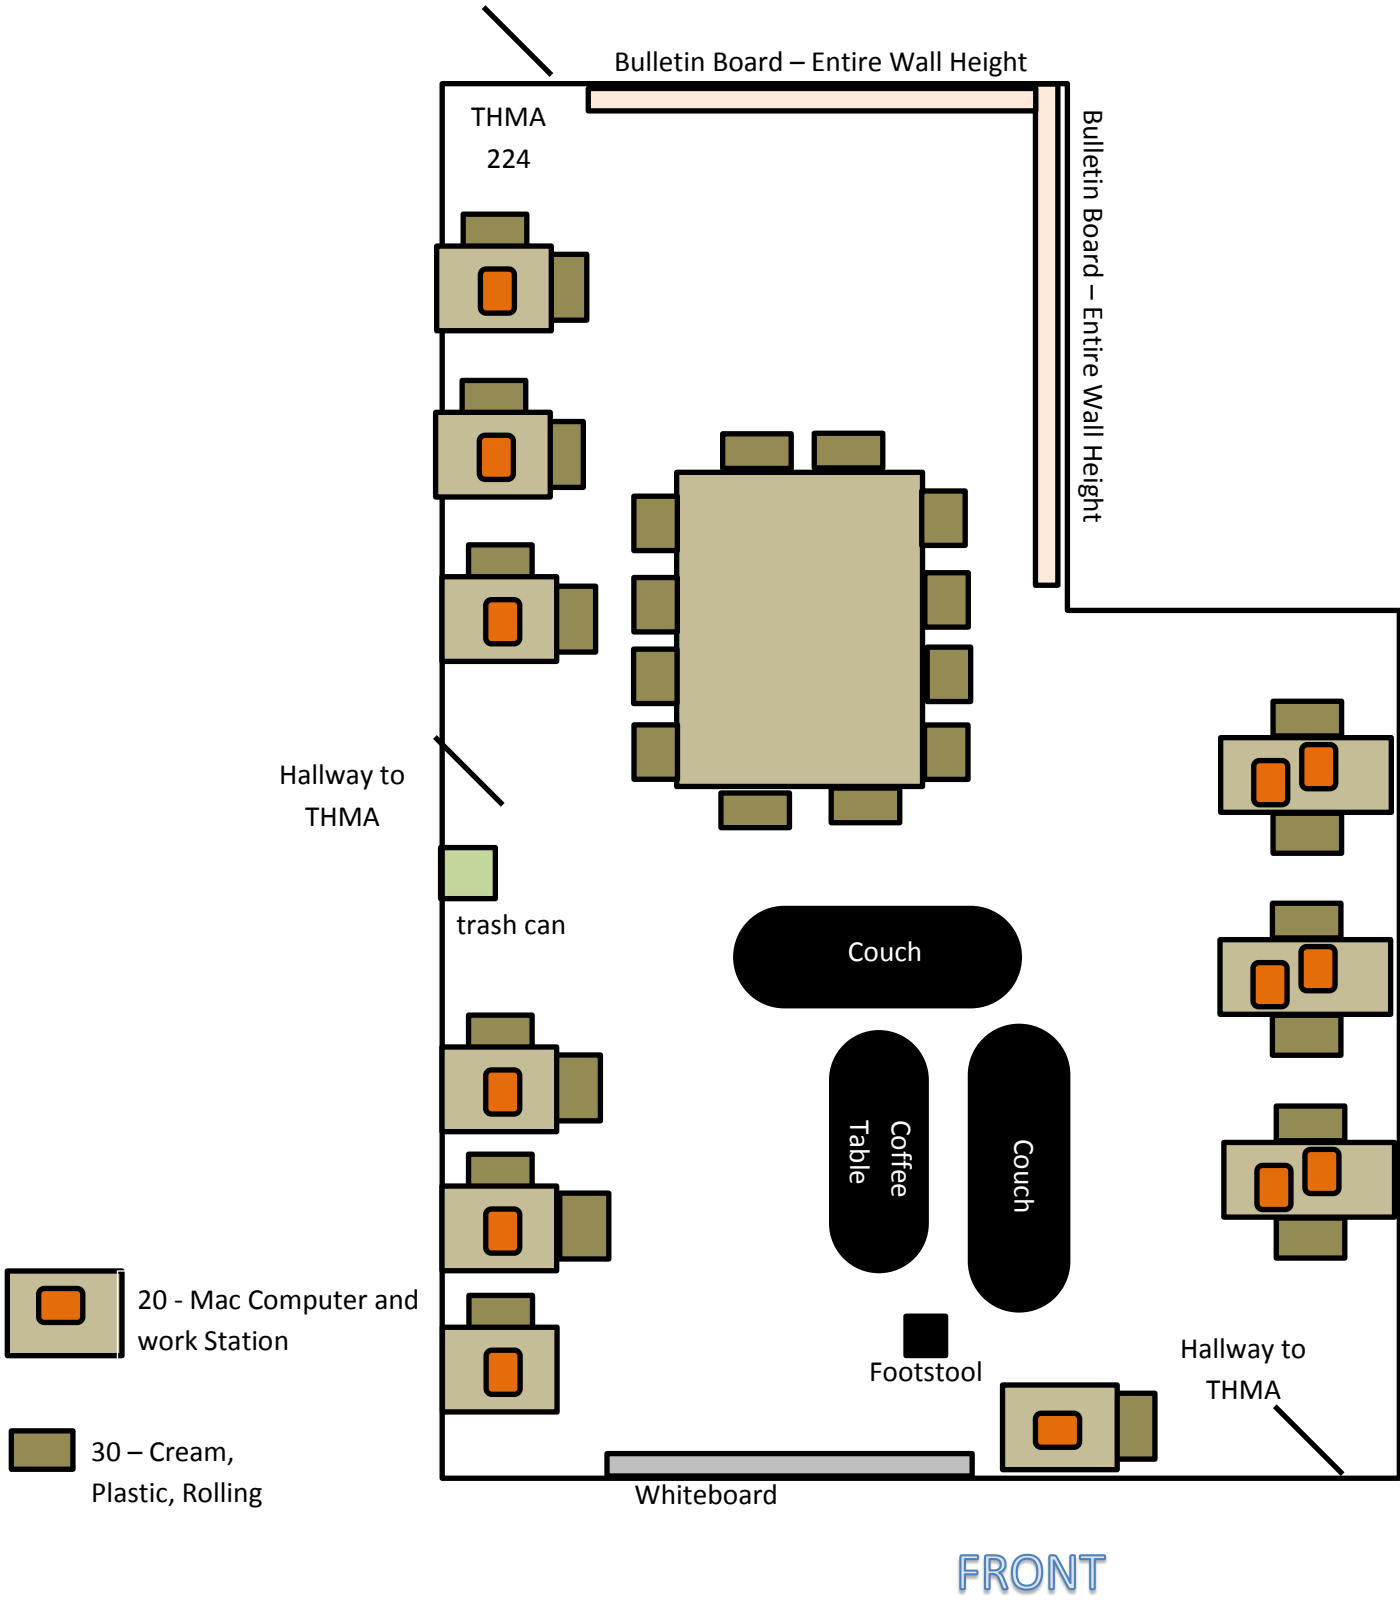 Bulletin Board – Entire Wall Height
THMA
224
Bulletin Board – Entire Wall Height
Hallway to
THMA
trash can
Couch
Coffee
Table
Couch
20 - Mac Computer and
work Station
Footstool
Hallway to
THMA
30 – Cream,
Plastic, Rolling
Whiteboard
FRONT